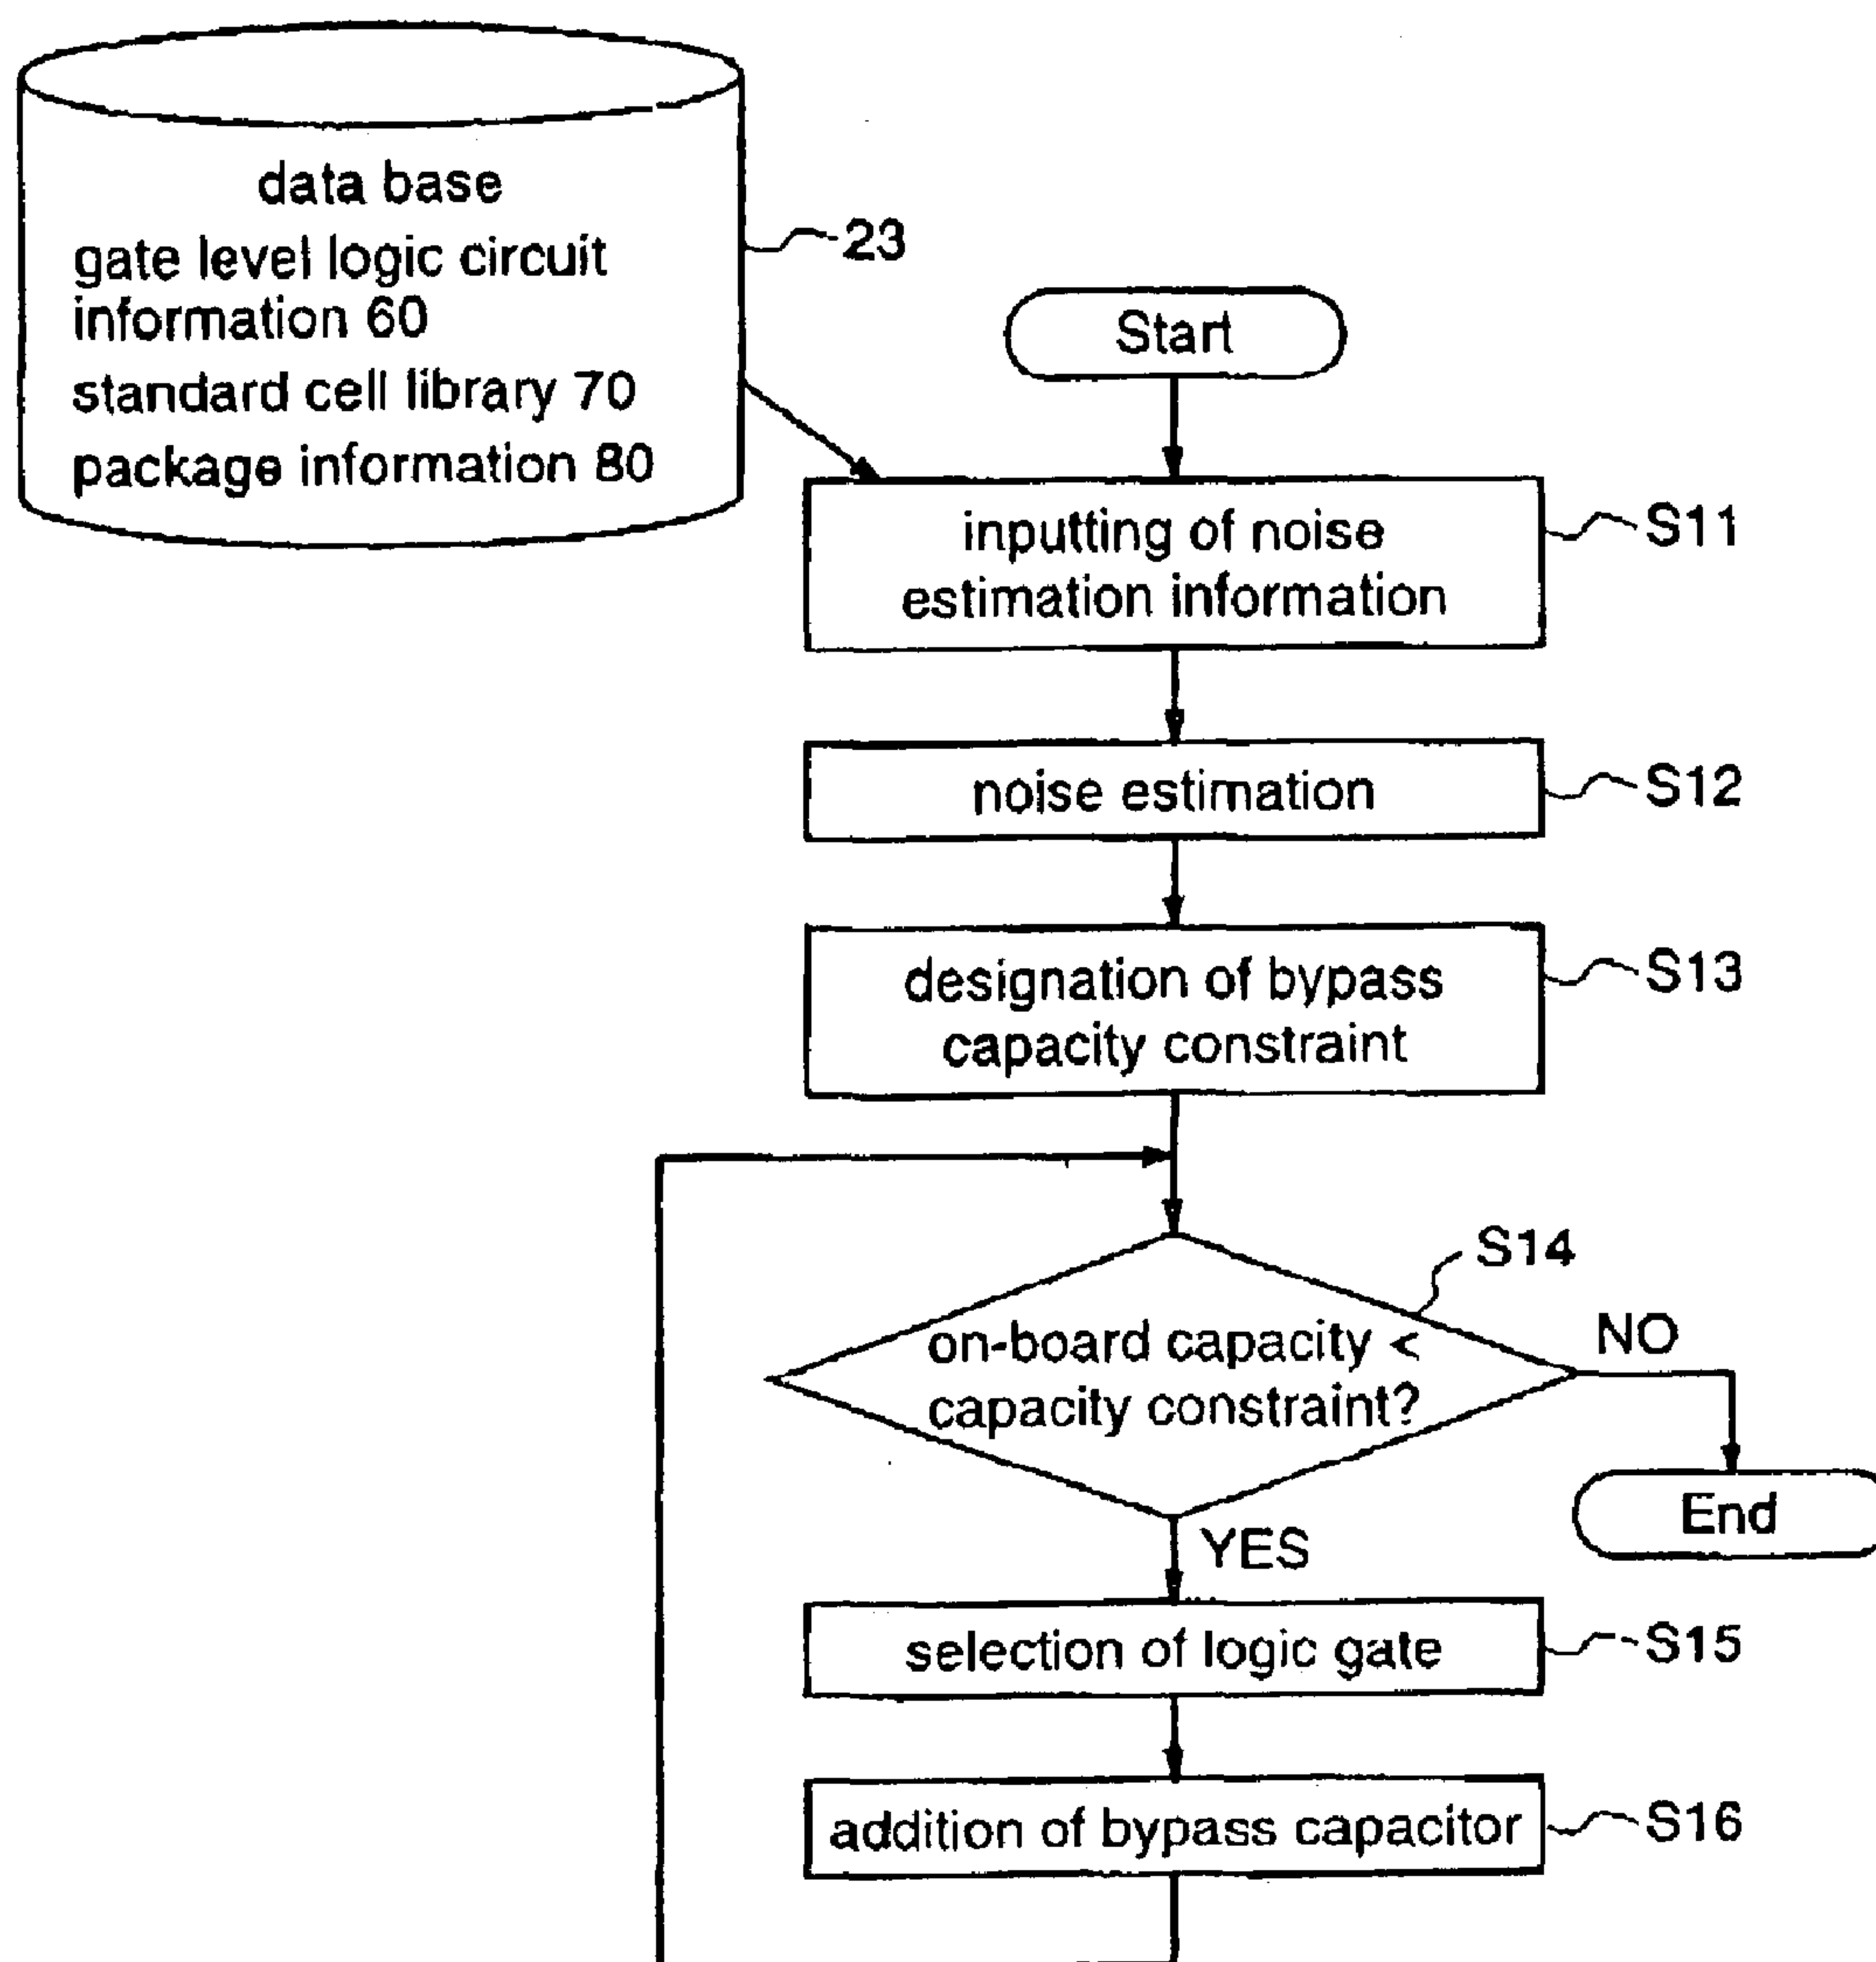 data base
gate level logic circuit
information 60
standard cell library 70
package information 80
23
Start
inputting of noise
estimation information
S11
noise estimation
S12
designation of bypass
capacity constraint
S13
S14
on-board capacity <
capacity constraint?
NO
End
YES
selection of logic gate
S15
addition of bypass capacitor
S16